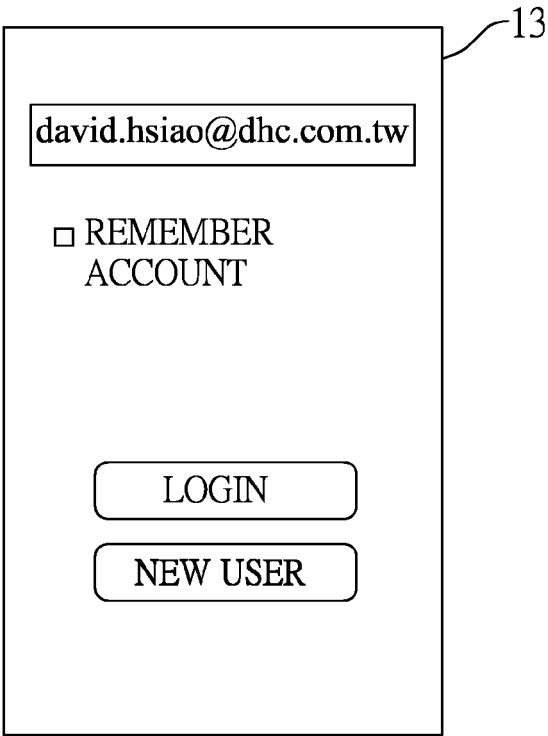 13
david.hsiao@dhc.com.tw
REMEMBER
ACCOUNT
LOGIN
NEW USER